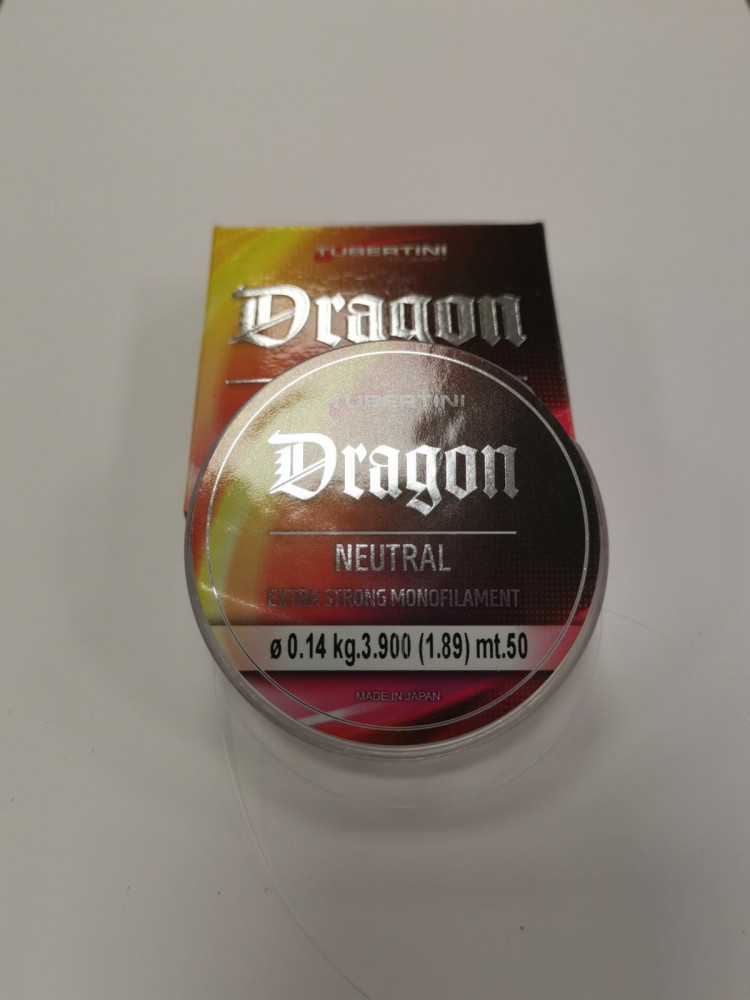 TUBERTINI
Dragon
TUBERTINI
Dragon
NEUTRAL
EXTRA STRONG MONOFILAMENT
ø 0.14 kg.3.900 (1.89) mt.50
MADE IN JAPAN